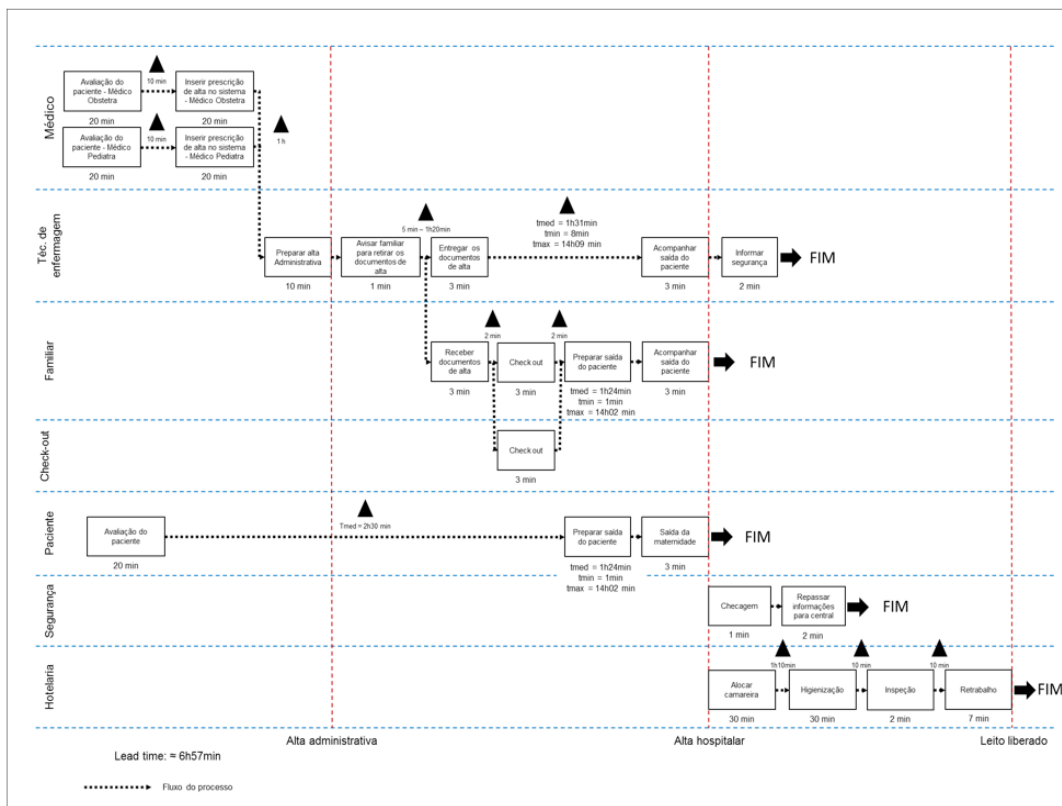 Médico
Avaliação do
paciente - Médico
Obstetra
20 min
10 min
Inserir prescrição
de alta no sistema
- Médico Obstetra
20 min
Avaliação do
paciente - Médico
Pediatra
20 min
10 min
Inserir prescrição
de alta no sistema
- Médico Pediatra
20 min
1 h
Téc. de
enfermagem
Preparar alta
Administrativa
10 min
Avisar familiar
para retirar os
documentos de
alta
1 min
5 min – 1h20min
Entregar os
documentos de
alta
3 min
tmed = 1h31min
tmin = 8min
tmax = 14h09 min
Acompanhar
saída do
paciente
3 min
Informar
segurança
2 min
FIM
Familiar
Receber
documentos
de alta
3 min
2 min
Check out
3 min
2 min
Preparar saída
do paciente
tmed = 1h24min
tmin = 1min
tmax = 14h02 min
Acompanhar
saída do
paciente
3 min
FIM
Check-out
Check out
3 min
Paciente
Avaliação do
paciente
20 min
Tmed = 2h30 min
Preparar saída
do paciente
tmed = 1h24min
tmin = 1min
tmax = 14h02 min
Saída da
maternidade
3 min
FIM
Segurança
Checagem
1 min
Repassar
informações
para central
2 min
FIM
Hotelaria
Alocar
camareira
30 min
1h10min
Higienização
30 min
10 min
Inspeção
2 min
10 min
Retrabalho
7 min
FIM
Alta administrativa
Alta hospitalar
Leito liberado
Lead time: = 6h57min
Fluxo do processo